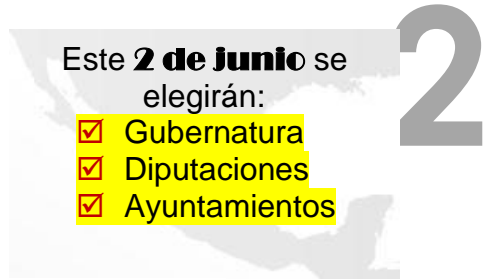 2
Este 2 de junio se
elegirán:
☑ Gubernatura
☑ Diputaciones
☑ Ayuntamientos